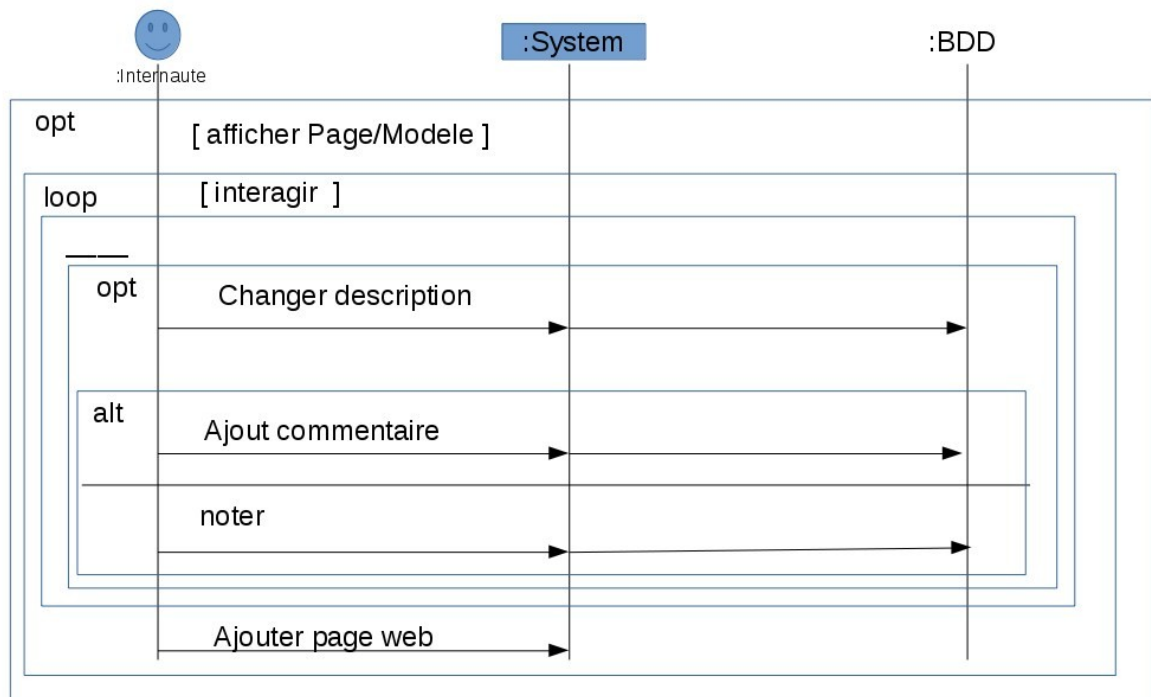 :Internaute
:System
:BDD
opt
[ afficher Page/Modele ]
loop
[ interagir ]
opt
Changer description
alt
Ajout commentaire
noter
Ajouter page web